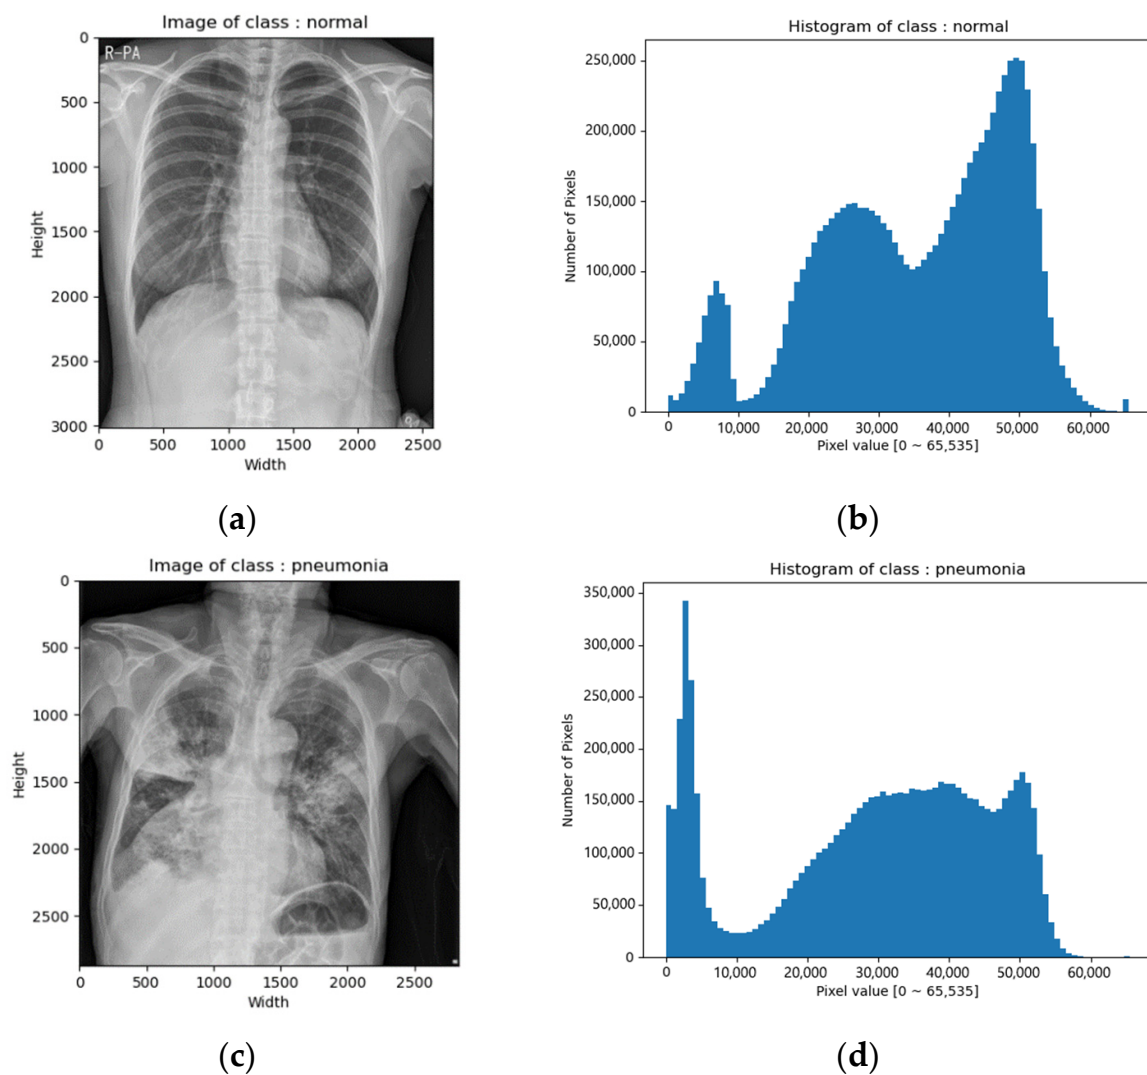 Image of class : normal
R-PA
0
500
1000
1500
2000
2500
3000
Height
0 500 1000 1500 2000 2500
Width
(a)
Histogram of class : normal
250,000
200,000
150,000
100,000
50,000
0
Number of Pixels
0 10,000 20,000 30,000 40,000 50,000 60,000
Pixel value [0 ~ 65,535]
(b)
Image of class : pneumonia
0
500
1000
1500
2000
2500
Height
0 500 1000 1500 2000 2500
Width
(c)
Histogram of class : pneumonia
350,000
300,000
250,000
200,000
150,000
100,000
50,000
0
Number of Pixels
0 10,000 20,000 30,000 40,000 50,000 60,000
Pixel value [0 ~ 65,535]
(d)